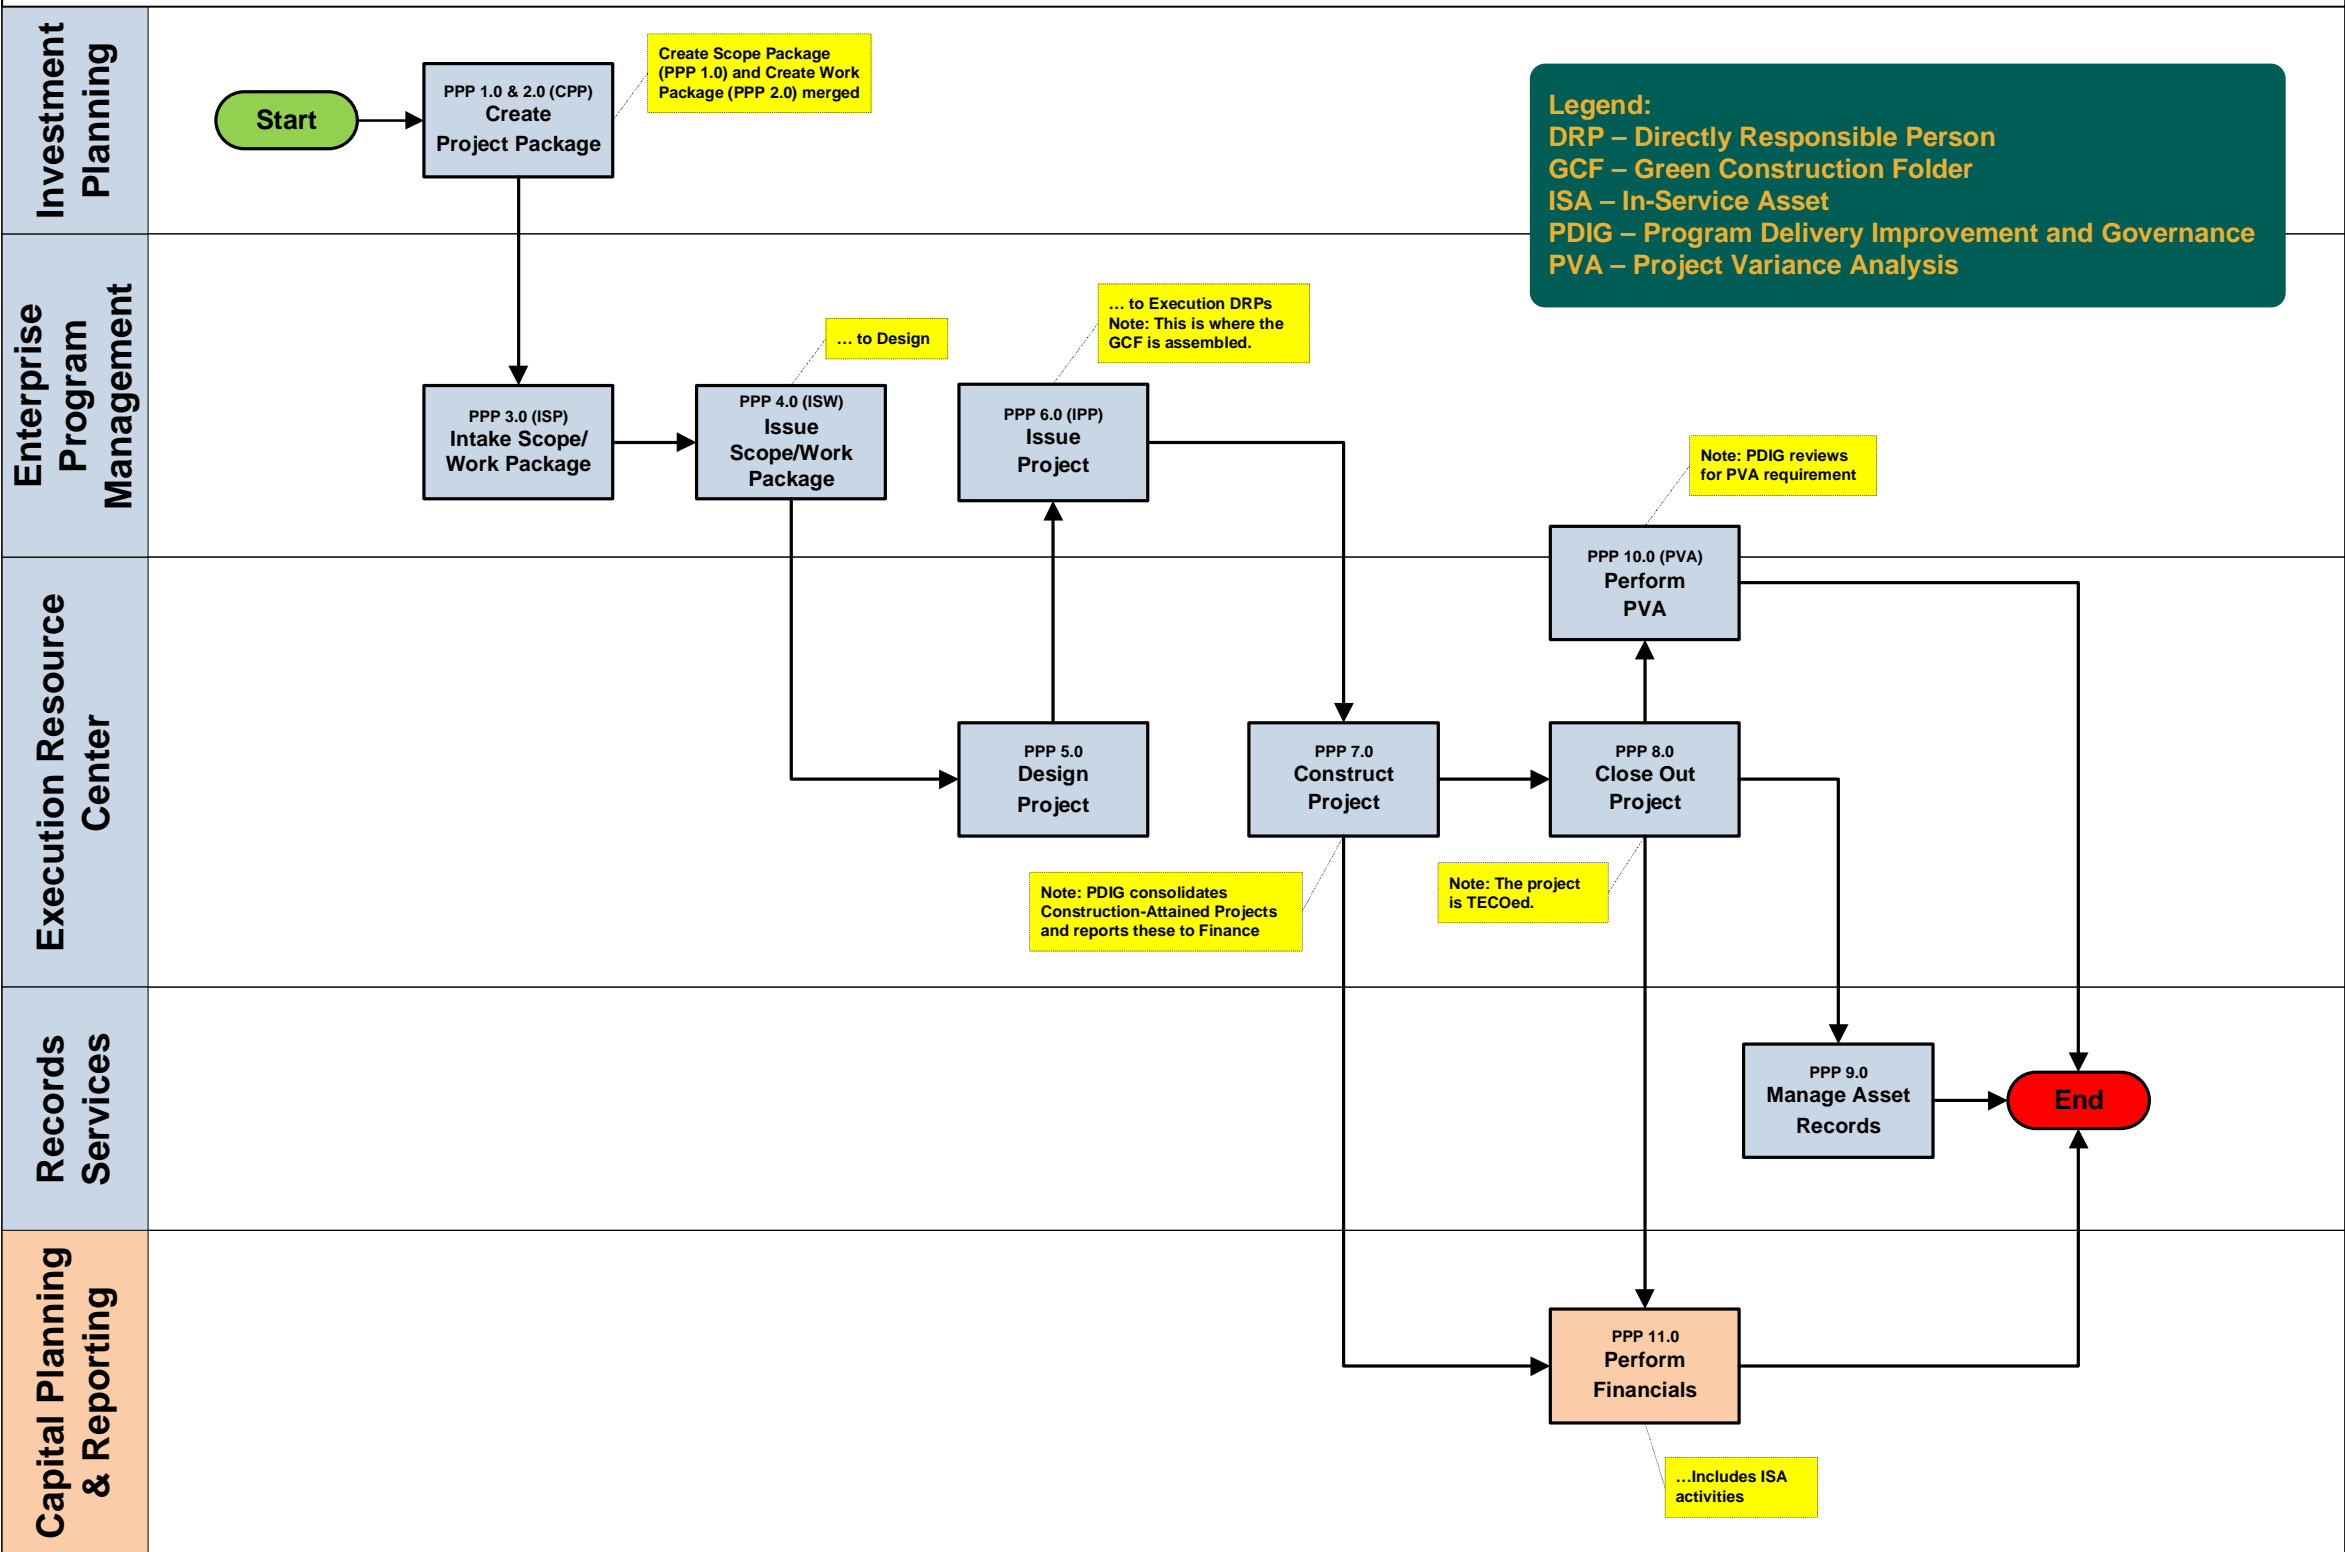 Investment
Planning
Start
PPP 1.0 & 2.0 (CPP)
Create
Project Package
Create Scope Package
(PPP 1.0) and Create Work
Package (PPP 2.0) merged
Legend:
DRP – Directly Responsible Person
GCF – Green Construction Folder
ISA – In-Service Asset
PDIG – Program Delivery Improvement and Governance
PVA – Project Variance Analysis
Enterprise
Program
Management
PPP 3.0 (ISP)
Intake Scope/
Work Package
… to Design
PPP 4.0 (ISW)
Issue
Scope/Work
Package
… to Execution DRPs
Note: This is where the
GCF is assembled.
PPP 6.0 (IPP)
Issue
Project
Note: PDIG reviews
for PVA requirement
PPP 10.0 (PVA)
Perform
PVA
Execution Resource
Center
PPP 5.0
Design
Project
PPP 7.0
Construct
Project
PPP 8.0
Close Out
Project
Note: PDIG consolidates
Construction-Attained Projects
and reports these to Finance
Note: The project
is TECOed.
Records
Services
PPP 9.0
Manage Asset
Records
End
Capital Planning
& Reporting
PPP 11.0
Perform
Financials
…Includes ISA
activities